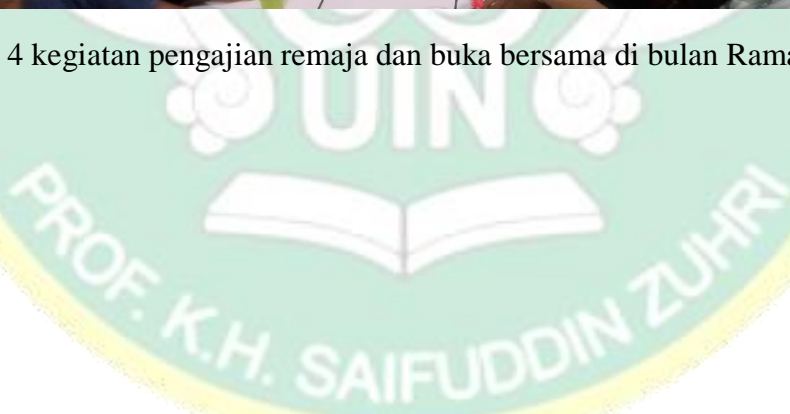 4 kegiatan pengajian remaja dan buka bersama di bulan Rama
UIN
PROF. K.H. SAIFUDDIN ZUHRI